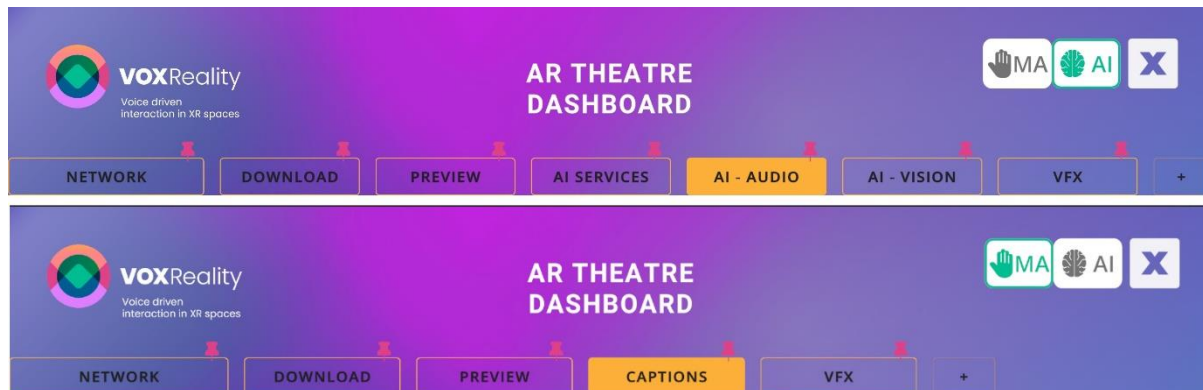 VOXReality
Voice driven
interaction in XR spaces
AR THEATRE
DASHBOARD
MA AI X
NETWORK DOWNLOAD PREVIEW AI SERVICES AI - AUDIO AI - VISION VFX +
VOXReality
Voice driven
interaction in XR spaces
AR THEATRE
DASHBOARD
MA AI X
NETWORK DOWNLOAD PREVIEW CAPTIONS VFX +